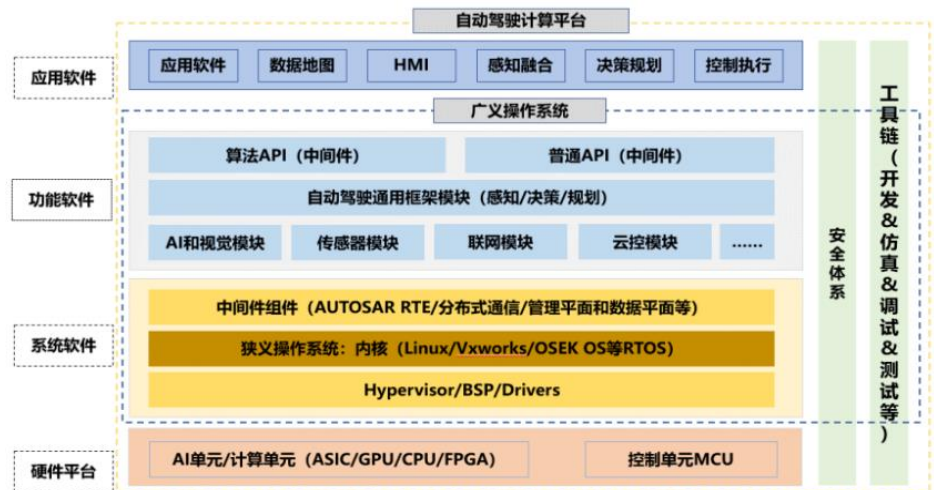 自动驾驶计算平台
应用软件
应用软件
数据地图
HMI
感知融合
决策规划
控制执行
广义操作系统
功能软件
算法API（中间件）
普通API（中间件）
自动驾驶通用框架模块（感知/决策/规划）
AI和视觉模块
传感器模块
联网模块
云控模块
......
系统软件
中间件组件（AUTOSAR RTE/分布式通信/管理平面和数据平面等）
狭义操作系统：内核（Linux/Vxworks/OSEK OS等RTOS）
Hypervisor/BSP/Drivers
硬件平台
AI单元/计算单元（ASIC/GPU/CPU/FPGA）
控制单元MCU
安全体系
工具链（开发&仿真&调试&测试等）